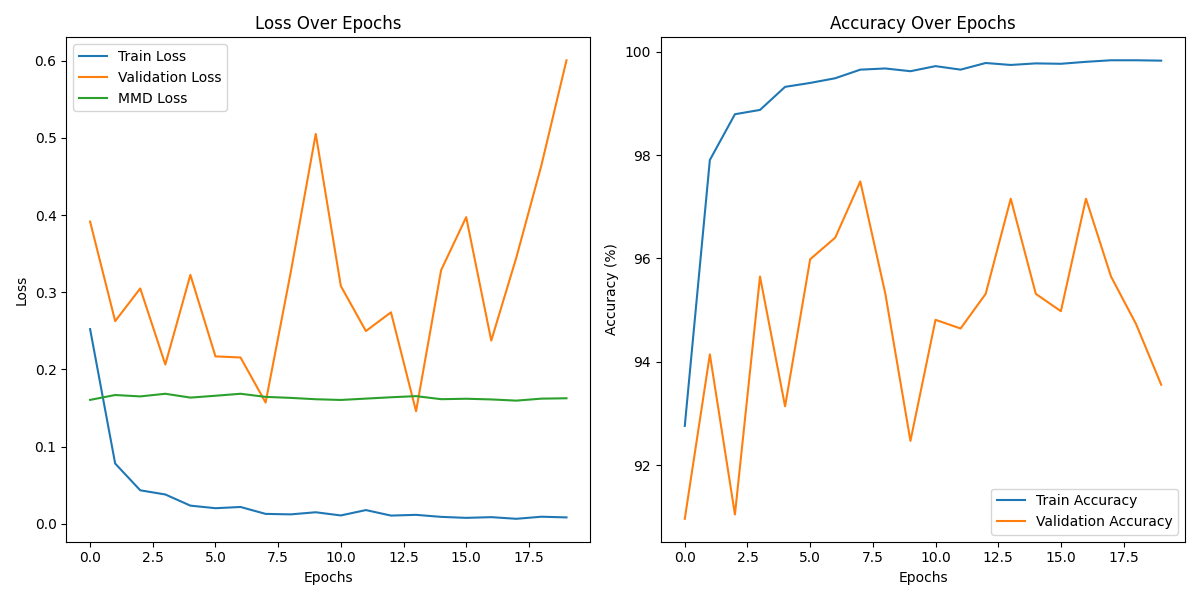 Loss Over Epochs
Train Loss
Validation Loss
MMD Loss
0.6
0.5
0.4
0.3
0.2
0.1
0.0
Loss
0.0 2.5 5.0 7.5 10.0 12.5 15.0 17.5
Epochs
Accuracy Over Epochs
100
98
96
94
92
Accuracy (%)
Train Accuracy
Validation Accuracy
0.0 2.5 5.0 7.5 10.0 12.5 15.0 17.5
Epochs